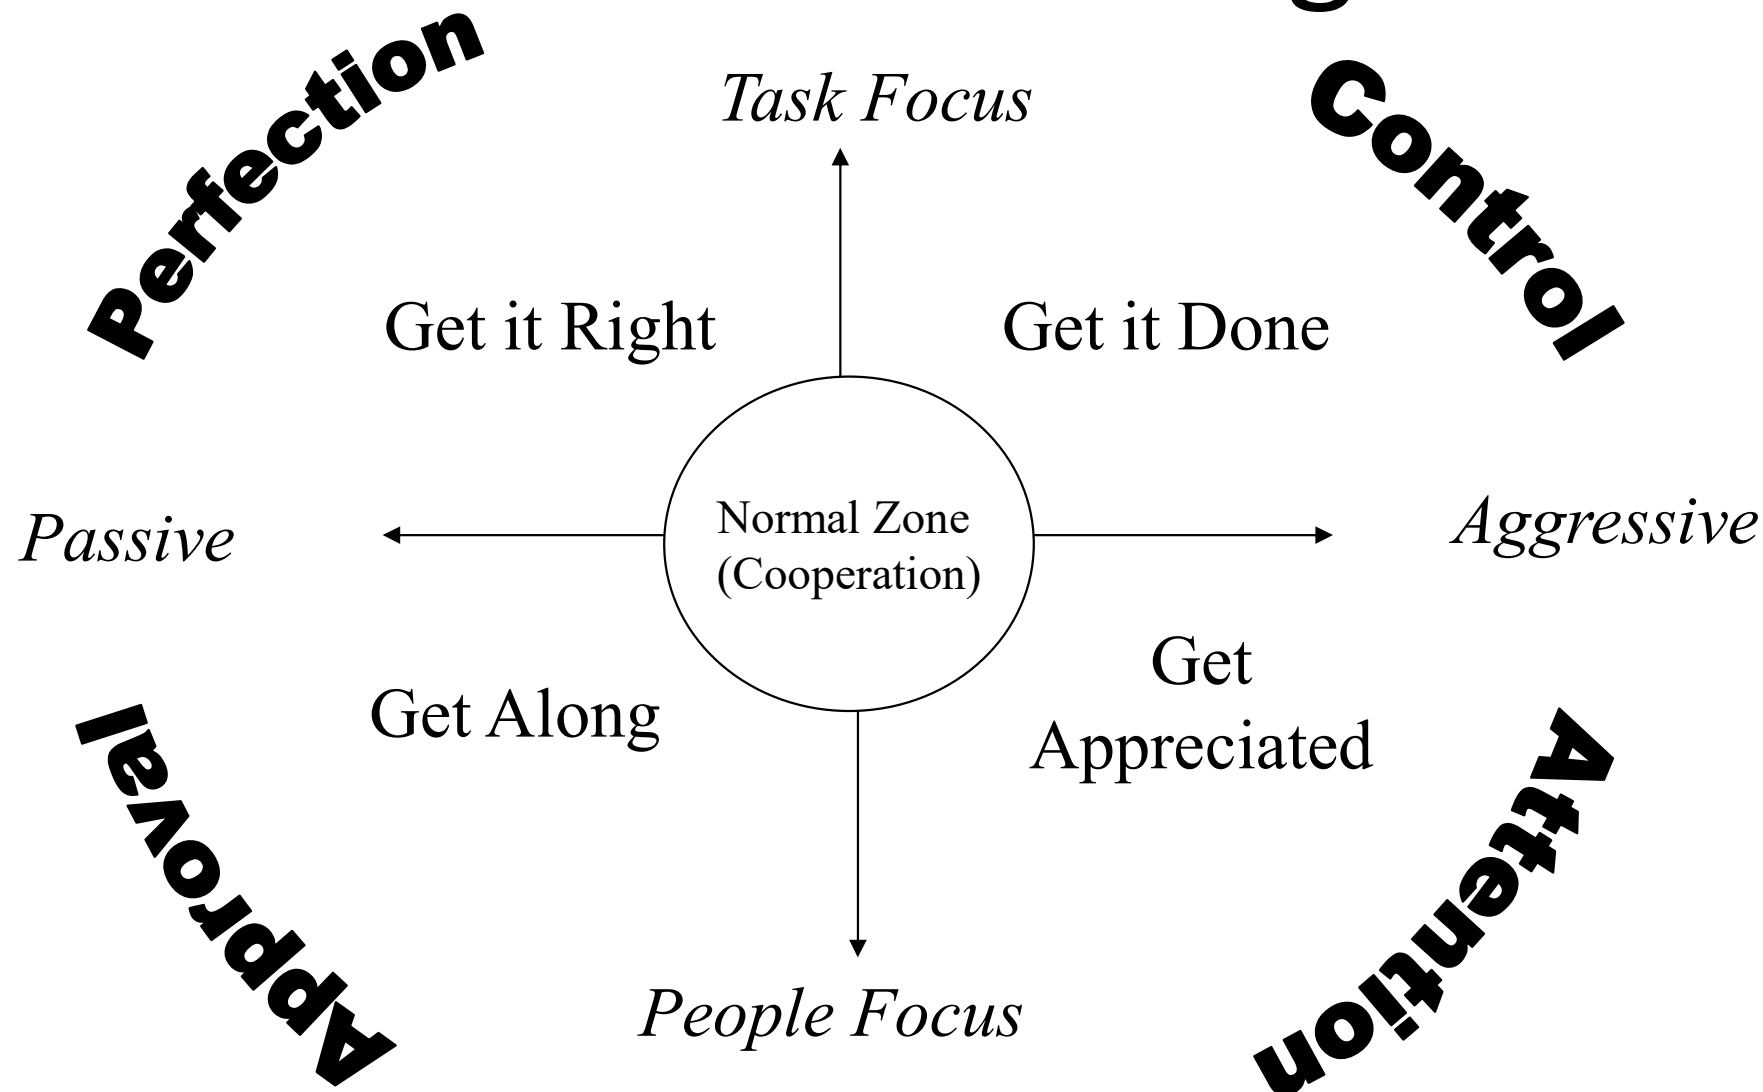 Perfection
Task Focus
Control
Get it Right
Get it Done
Normal Zone
(Cooperation)
Passive
Aggressive
Get
Appreciated
Get Along
Approval
Attention
People Focus